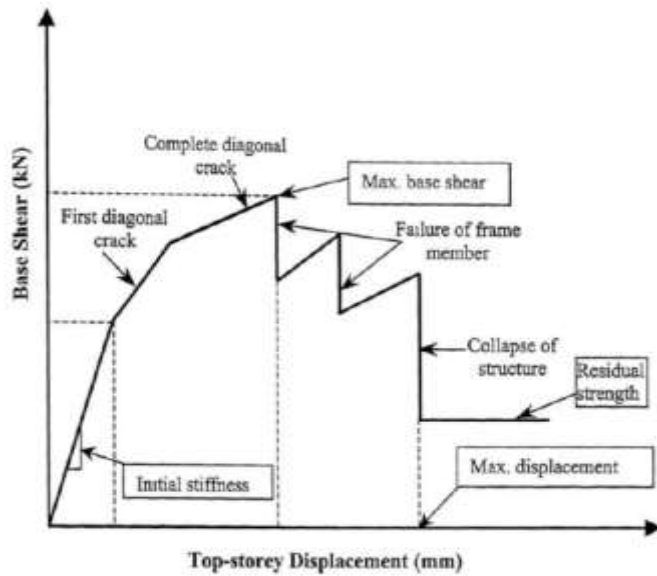 Base Shear (kN)
Complete diagonal
crack
Max. base shear
First diagonal
crack
Failure of frame
member
Collapse of
structure
Residual
strength
Initial stiffness
Max. displacement
Top-storey Displacement (mm)